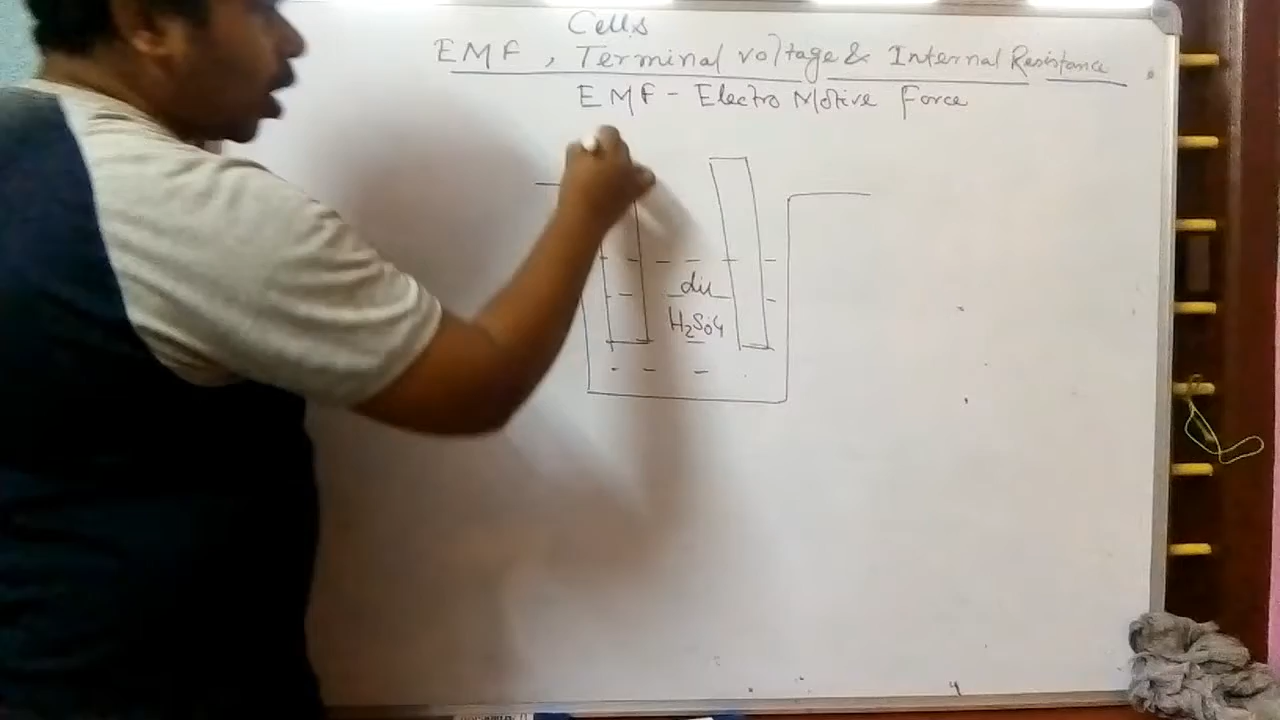 Cells
EMF, Terminal voltage & Internal Resistance
EMF - Electro Motive Force
dil
H₂SO₄